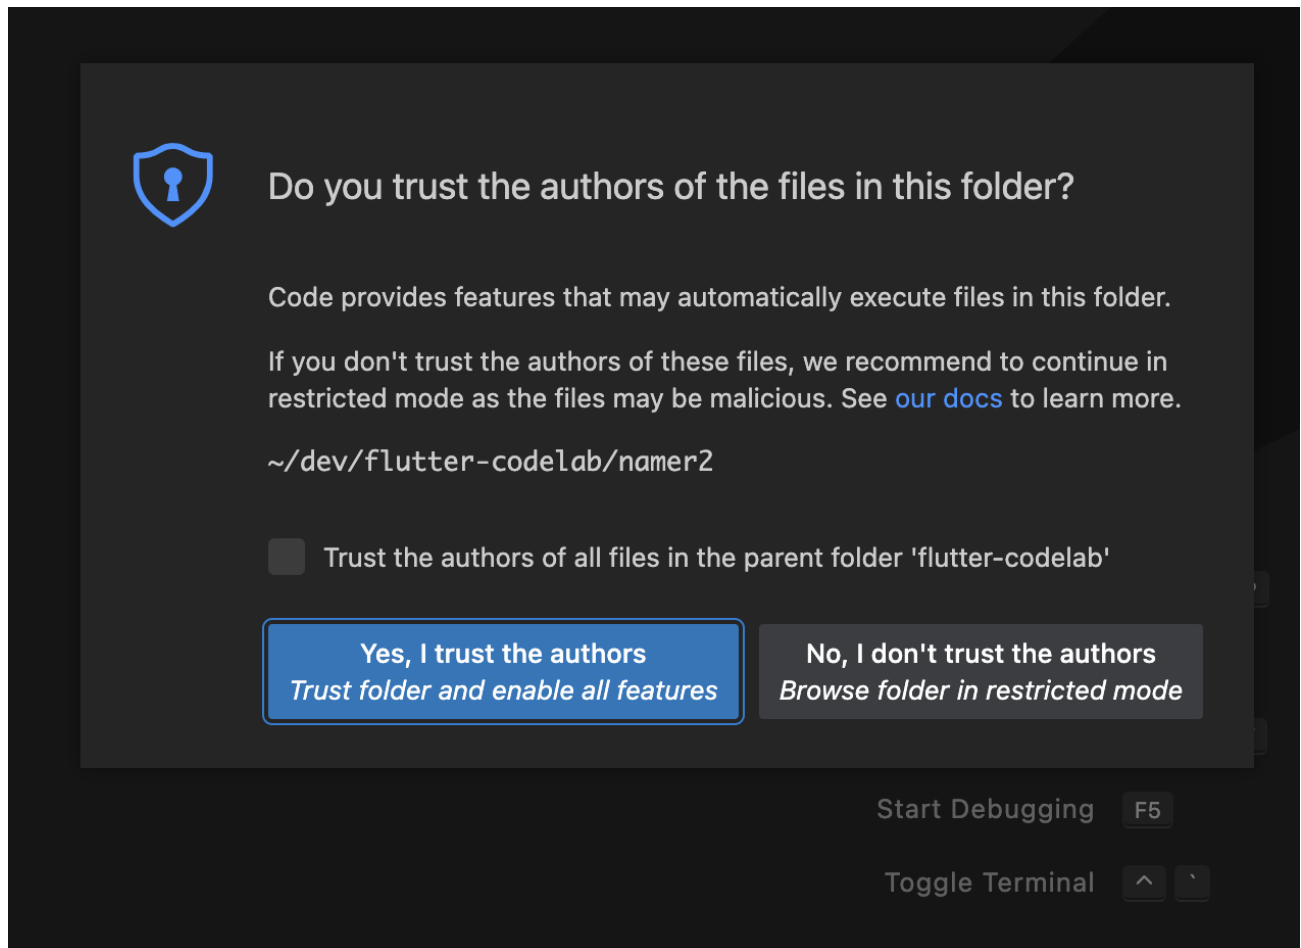 Do you trust the authors of the files in this folder?
Code provides features that may automatically execute files in this folder.
If you don't trust the authors of these files, we recommend to continue in
restricted mode as the files may be malicious. See our docs to learn more.
~/dev/flutter-codelab/namer2
Trust the authors of all files in the parent folder 'flutter-codelab'
Yes, I trust the authors
Trust folder and enable all features
No, I don't trust the authors
Browse folder in restricted mode
Start Debugging F5
Toggle Terminal ^ `